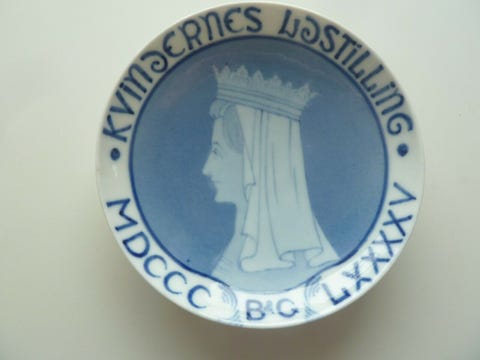 • KVINDERNES UDSTILLING •
MDCCC B&G LXXXXV